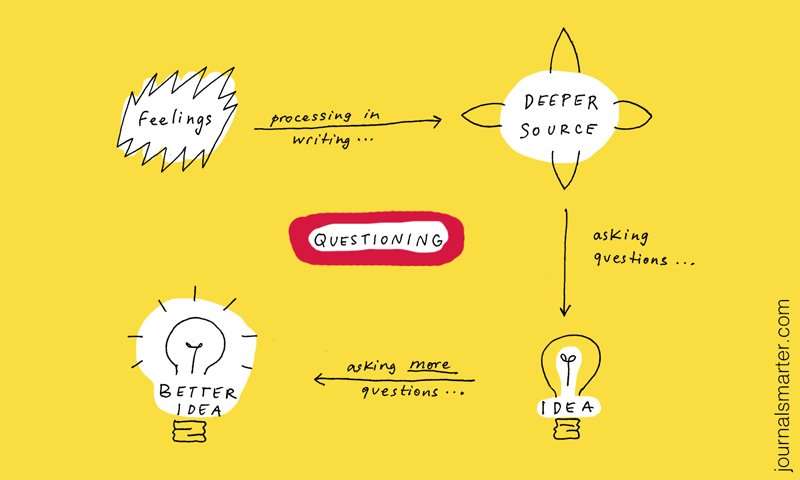 Feelings
processing in
writing...
DEEPER
SOURCE
QUESTIONING
asking
questions...
IDEA
asking more
questions...
BETTER
IDEA
journalsmarter.com